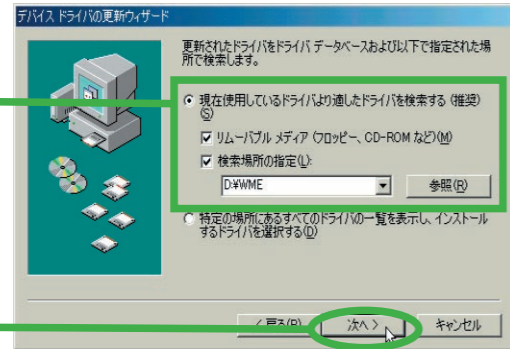 デバイス ドライバの更新ウィザード
更新されたドライバをドライバ データベースおよび以下で指定された場
所で検索します。
現在使用しているドライバより適したドライバを検索する (推奨)
(S)
リムーバブル メディア (フロッピー、CD-ROM など)(M)
検索場所の指定(L):
D:¥WME
参照(R)
特定の場所にあるすべてのドライバの一覧を表示し、インストール
するドライバを選択する(D)
< 戻る(B) 次へ > キャンセル